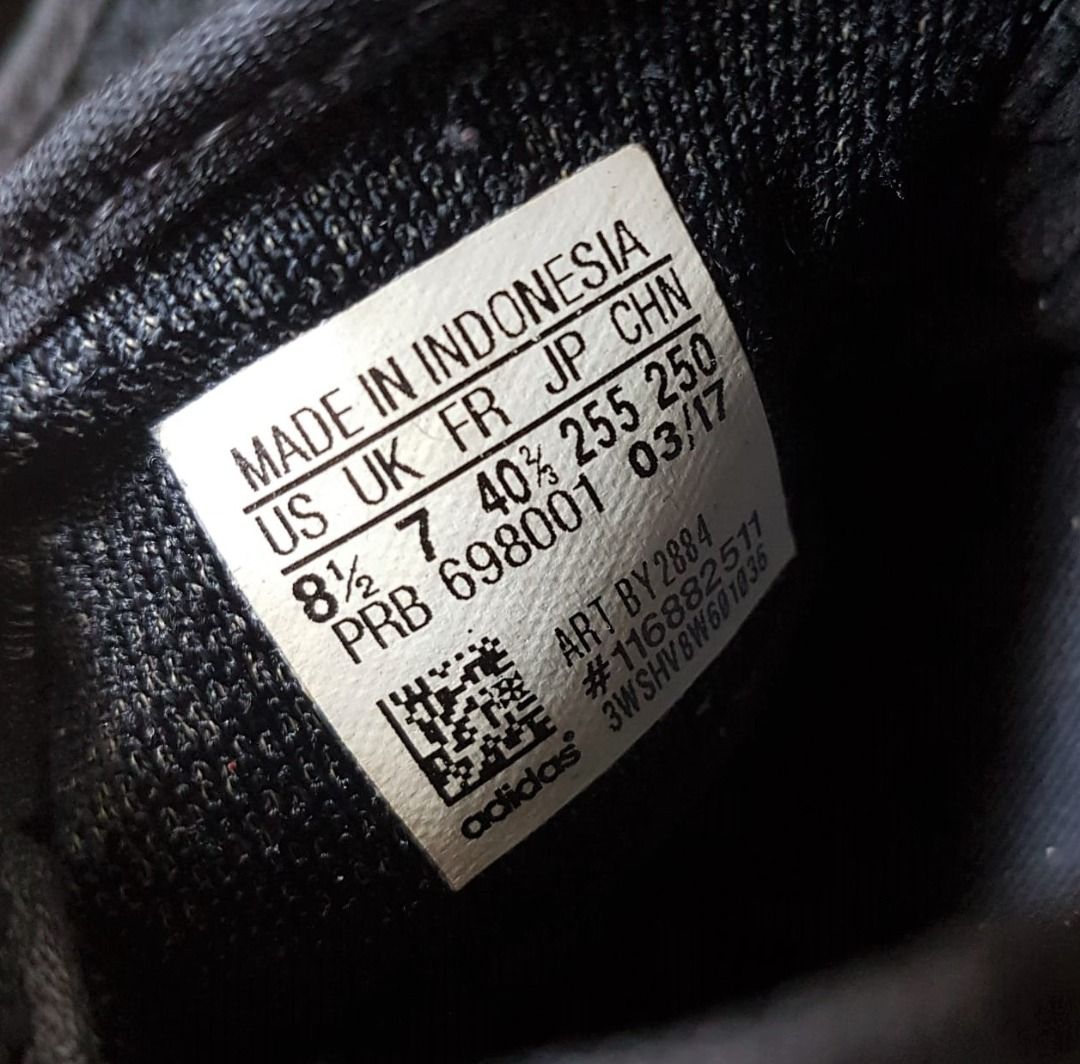 MADE IN INDONESIA
US UK FR JP CHN
8½ 7 40⅔ 255 250
PRB 698001 03/17
ART BY2884
#116882511
3WSHV8W601036
adidas®